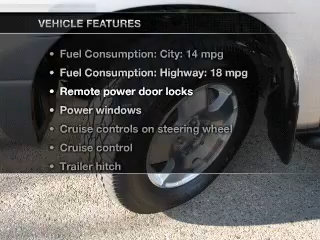 VEHICLE FEATURES
• Fuel Consumption: City: 14 mpg
• Fuel Consumption: Highway: 18 mpg
• Remote power door locks
• Power windows
• Cruise controls on steering wheel
• Cruise control
• Trailer hitch